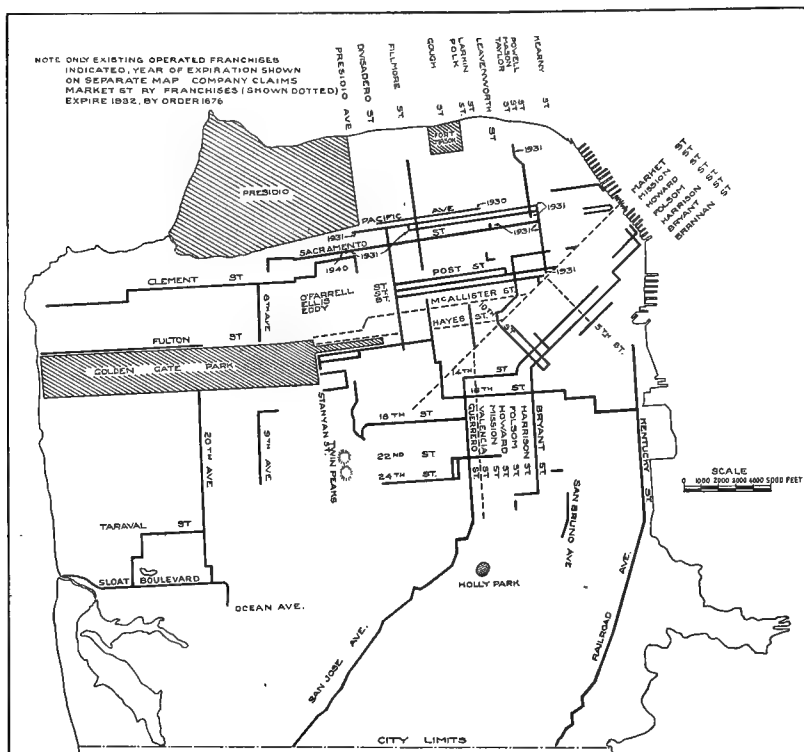 NOTE ONLY EXISTING OPERATED FRANCHISES
INDICATED, YEAR OF EXPIRATION SHOWN
ON SEPARATE MAP COMPANY CLAIMS
MARKET ST RY FRANCHISES (SHOWN DOTTED)
EXPIRE 1932, BY ORDER 1676
PRESIDIO AVE
DIVISADERO ST
FILLMORE ST.
GOUGH ST
LARKIN ST.
POLK ST
LEAVENWORTH ST
TAYLOR ST
MASON ST
POWELL ST
KEARNY ST
MARKET ST
MISSION ST
HOWARD ST
FOLSOM ST
HARRISON ST
BRYANT ST
BRANNAN ST
FORT MASON
PRESIDIO
1931
1930
PACIFIC AVE
1931
1931
SACRAMENTO ST
1931
1931
1940
CLEMENT ST
POST ST
1931
O'FARRELL ST.
ELLIS ST.
EDDY ST.
MCALLISTER ST.
6TH AVE
HAYES ST.
10TH ST
5TH ST.
FULTON ST
GOLDEN GATE PARK
14TH ST
16TH ST.
STANYAN ST.
18TH ST
20TH AVE
9TH AVE
TWIN PEAKS
22ND ST
24TH ST.
GUERRERO ST
VALENCIA ST
MISSION ST
HOWARD ST
FOLSOM ST
HARRISON ST
BRYANT ST
KENTUCKY ST
SCALE
0 1000 2000 3000 4000 5000 FEET
SAN BRUNO AVE
TARAVAL ST
SLOAT BOULEVARD
OCEAN AVE.
HOLLY PARK
SAN JOSE AVE.
RAILROAD AVE.
CITY LIMITS